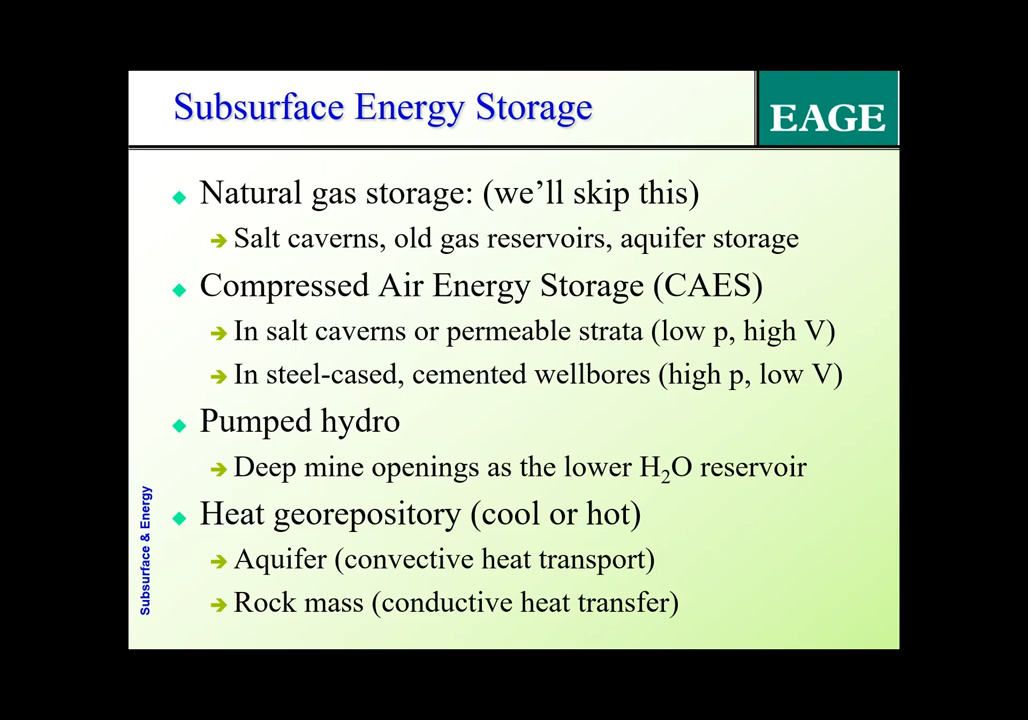 Subsurface Energy Storage
EAGE
Natural gas storage: (we’ll skip this)
Salt caverns, old gas reservoirs, aquifer storage
Compressed Air Energy Storage (CAES)
In salt caverns or permeable strata (low p, high V)
In steel-cased, cemented wellbores (high p, low V)
Pumped hydro
Deep mine openings as the lower H₂O reservoir
Heat georepository (cool or hot)
Aquifer (convective heat transport)
Rock mass (conductive heat transfer)
Subsurface & Energy